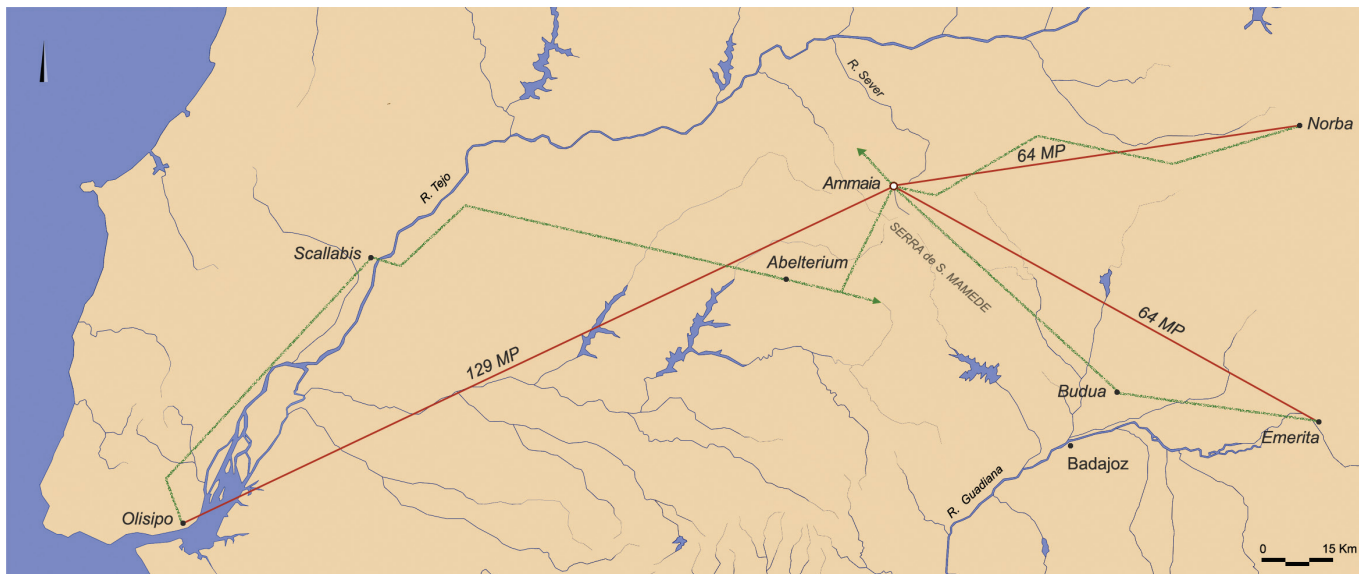 R. Sever
Norba
64 MP
Ammaia
R. Tejo
SERRA de S. MAMEDE
Scallabis
Abelterium
64 MP
129 MP
Budua
Emerita
Badajoz
R. Guadiana
Olisipo
0 15 Km